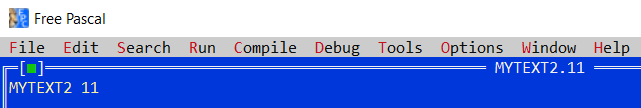 Free Pascal
File Edit Search Run Compile Debug Tools Options Window Help
[■] MYTEXT2.11
MYTEXT2 11